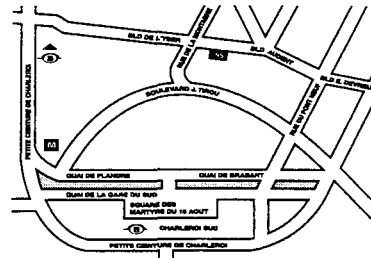 BLD DE L'YSER
RUE DE LA MONTAGNE
BLD AUDENT
BLD E. DEVREUX
B
PETITE CEINTURE DE CHARLEROI
BOULEVARD J. TIROU
RUE DU PONT NEUF
M
QUAI DE FLANDRE
QUAI DE BRABANT
QUAI DE LA GARE DU SUD
SQUARE DES
MARTYRS DU 18 AOUT
B
CHARLEROI SUD
PETITE CEINTURE DE CHARLEROI